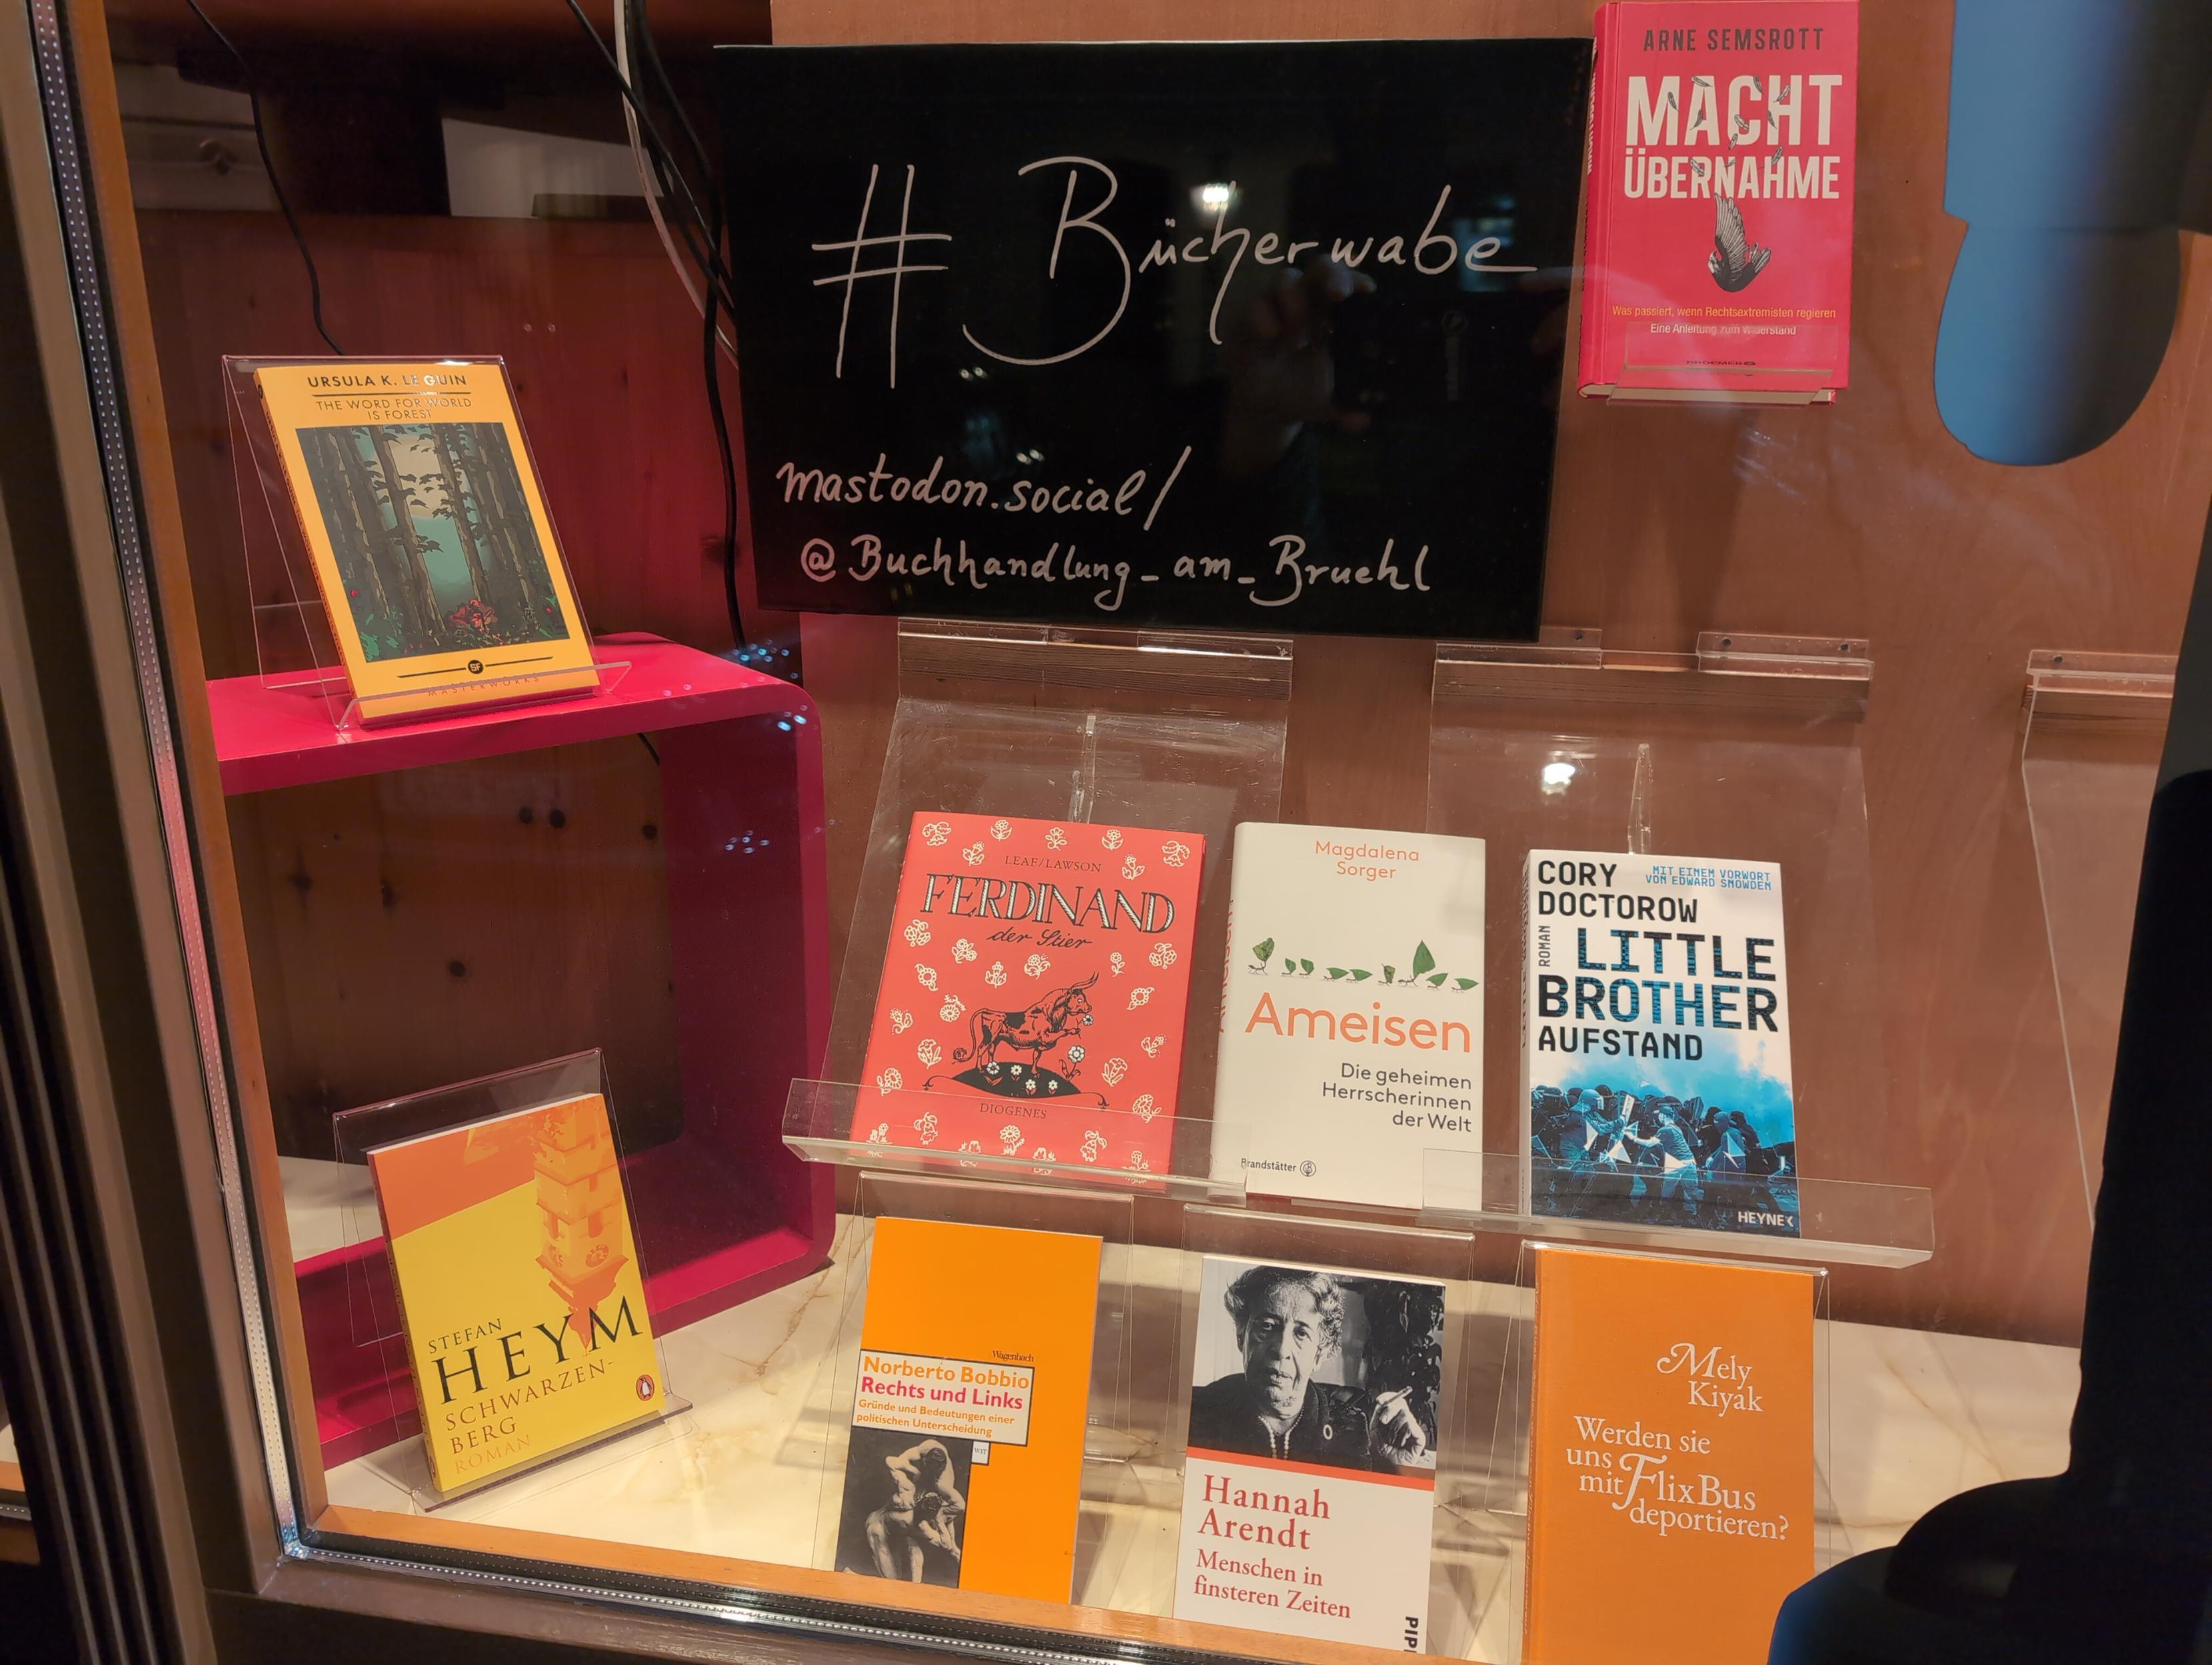 # Bücherwabe
mastodon.social/
@Buchhandlung_am_Bruehl
ARNE SEMSROTT
MACHT
ÜBERNAHME
Was passiert, wenn Rechtsextremisten regieren
Eine Anleitung zum Widerstand
URSULA K. LE GUIN
THE WORD FOR WORLD
IS FOREST
SF
MASTERWORKS
LEAF/LAWSON
FERDINAND
der Stier
DIOGENES
Magdalena
Sorger
Ameisen
Die geheimen
Herrscherinnen
der Welt
Brandstätter
CORY
DOCTOROW
MIT EINEM VORWORT
VON EDWARD SNOWDEN
ROMAN
LITTLE
BROTHER
AUFSTAND
HEYNE
STEFAN
HEYM
SCHWARZEN-
BERG
ROMAN
Wagenbach
Norberto Bobbio
Rechts und Links
Gründe und Bedeutungen einer
politischen Unterscheidung
WAT
Hannah
Arendt
Menschen in
finsteren Zeiten
PIP
Mely
Kiyak
Werden sie
uns
mit FlixBus
deportieren?